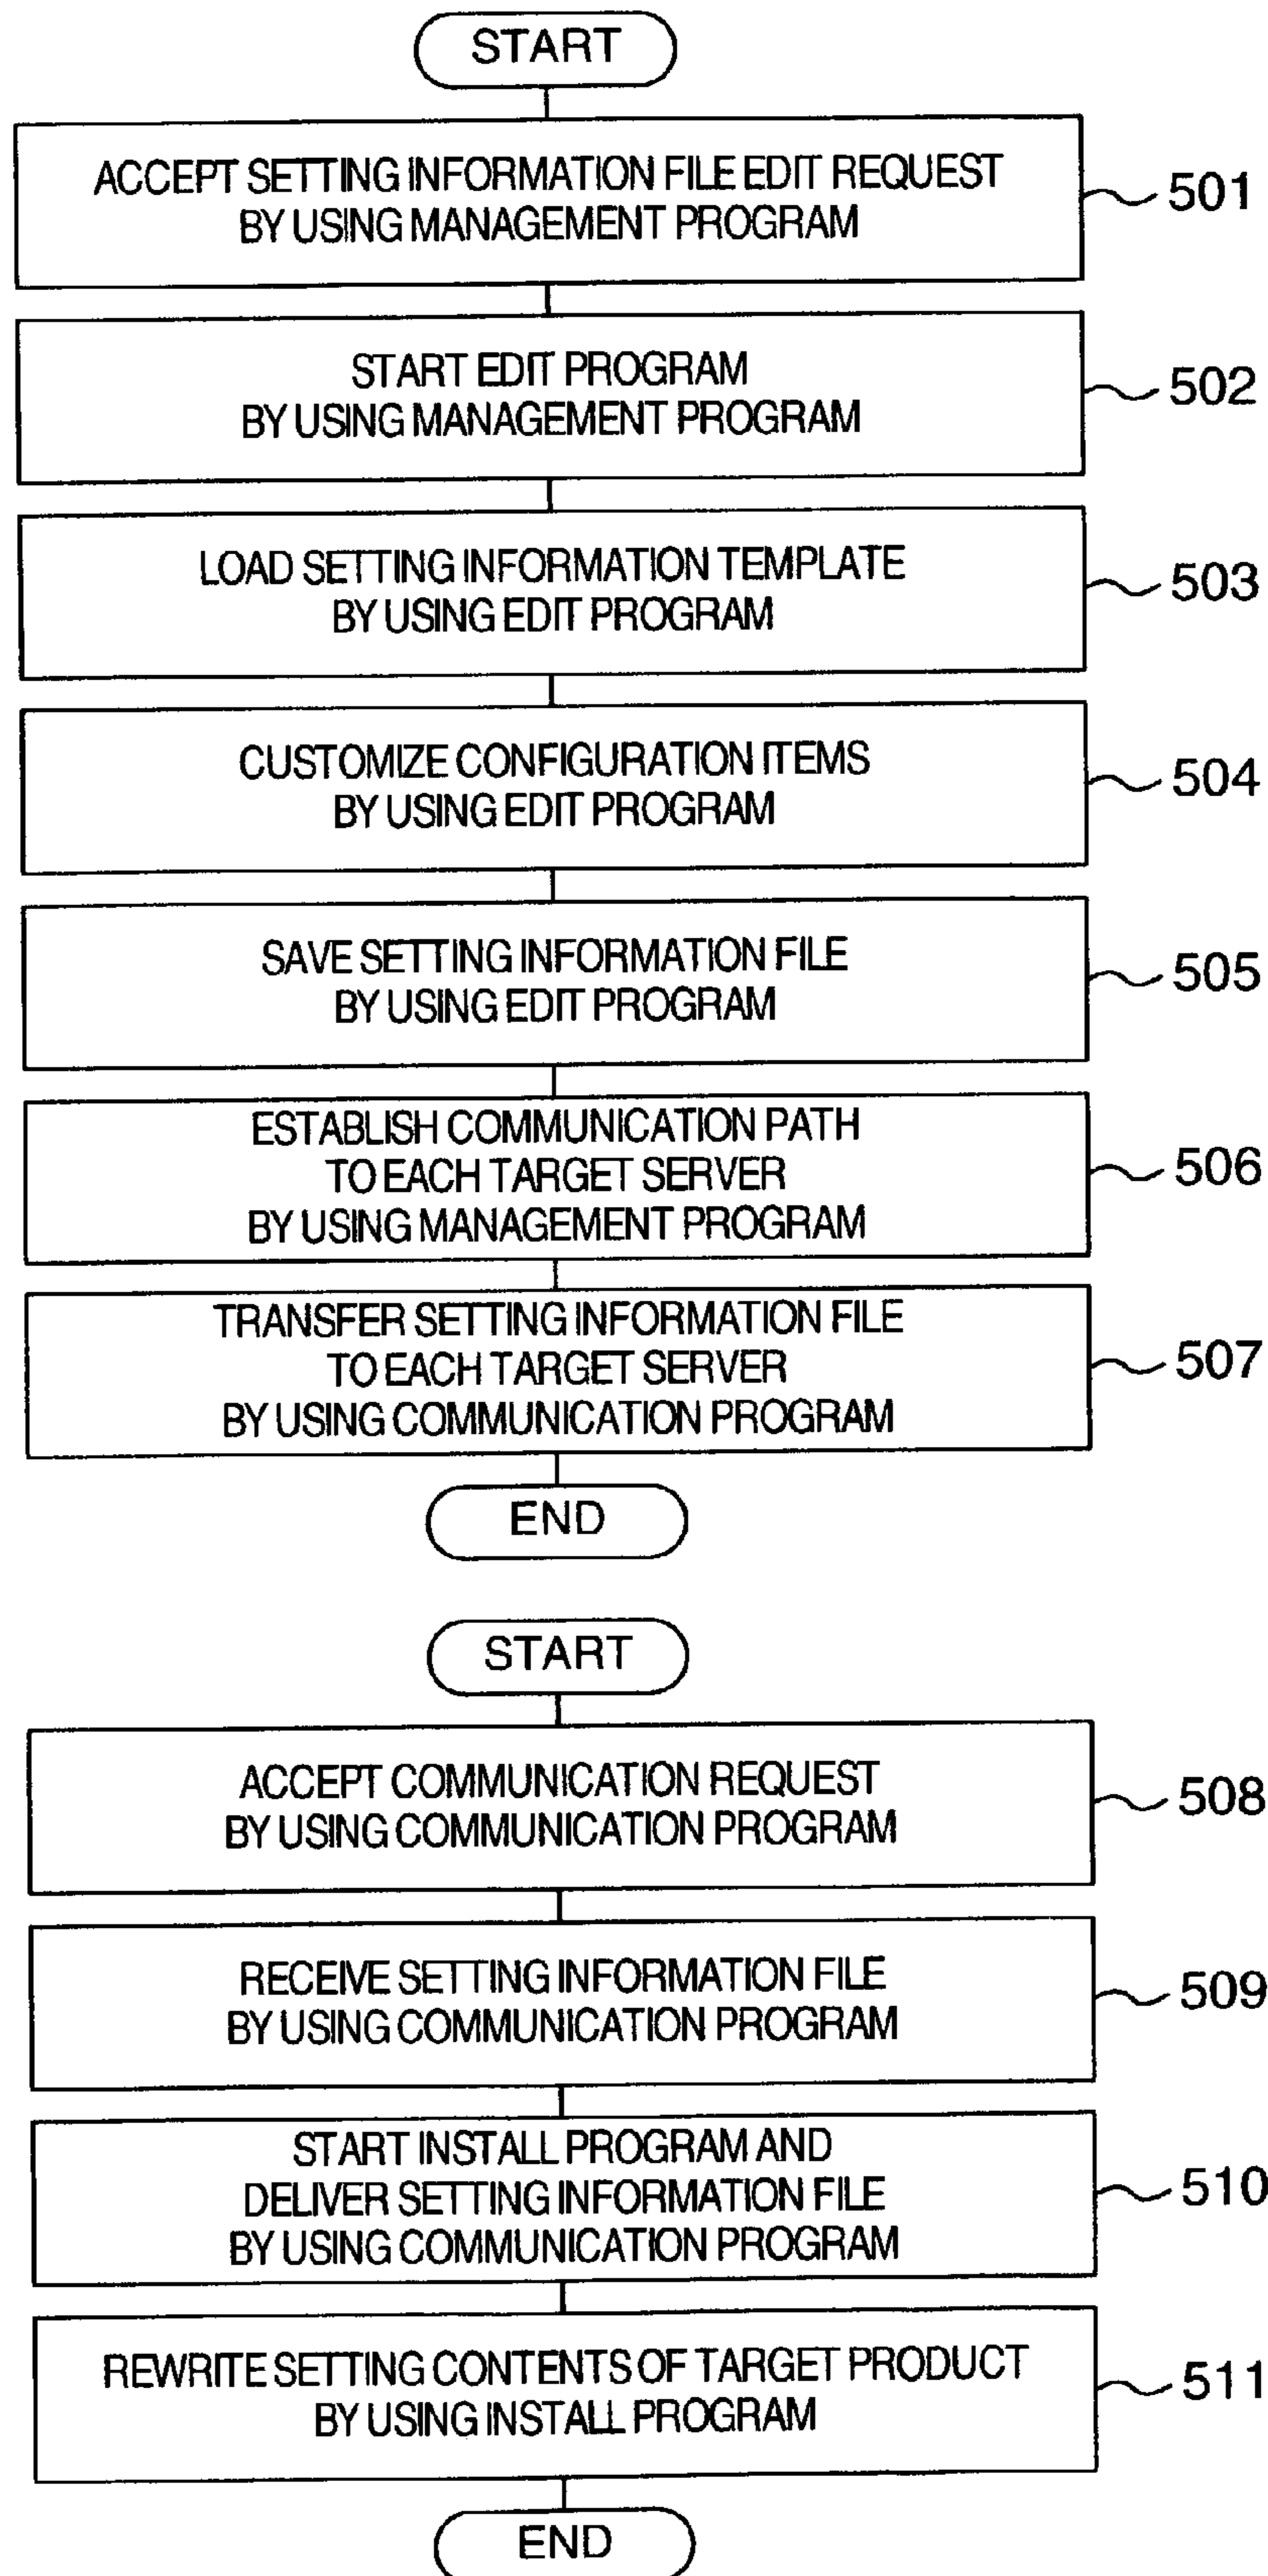 START
ACCEPT SETTING INFORMATION FILE EDIT REQUEST
BY USING MANAGEMENT PROGRAM
501
START EDIT PROGRAM
BY USING MANAGEMENT PROGRAM
502
LOAD SETTING INFORMATION TEMPLATE
BY USING EDIT PROGRAM
503
CUSTOMIZE CONFIGURATION ITEMS
BY USING EDIT PROGRAM
504
SAVE SETTING INFORMATION FILE
BY USING EDIT PROGRAM
505
ESTABLISH COMMUNICATION PATH
TO EACH TARGET SERVER
BY USING MANAGEMENT PROGRAM
506
TRANSFER SETTING INFORMATION FILE
TO EACH TARGET SERVER
BY USING COMMUNICATION PROGRAM
507
END
START
ACCEPT COMMUNICATION REQUEST
BY USING COMMUNICATION PROGRAM
508
RECEIVE SETTING INFORMATION FILE
BY USING COMMUNICATION PROGRAM
509
START INSTALL PROGRAM AND
DELIVER SETTING INFORMATION FILE
BY USING COMMUNICATION PROGRAM
510
REWRITE SETTING CONTENTS OF TARGET PRODUCT
BY USING INSTALL PROGRAM
511
END